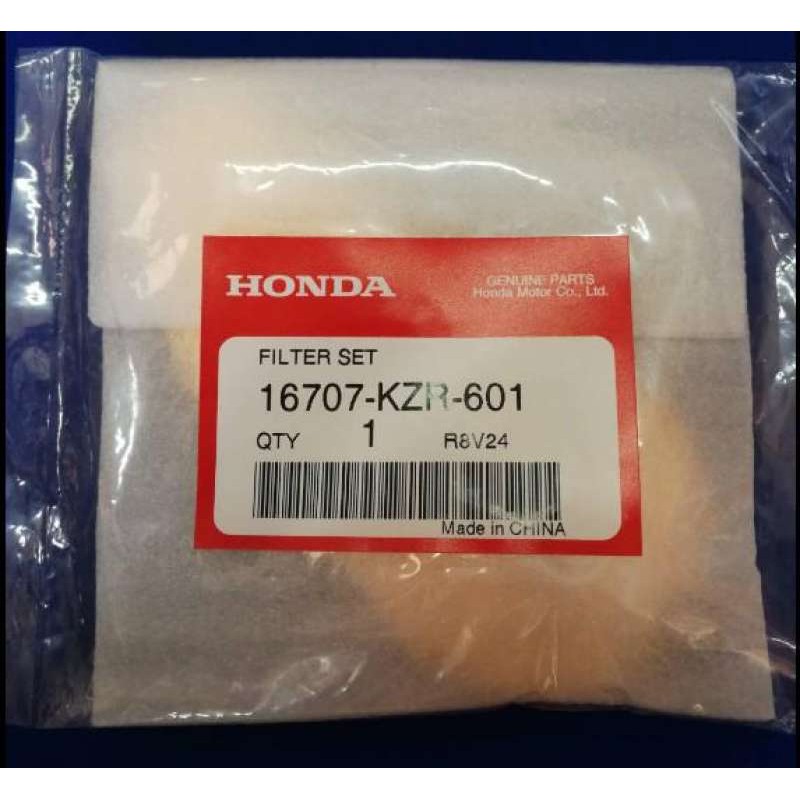 HONDA
GENUINE PARTS
Honda Motor Co., Ltd.
FILTER SET
16707-KZR-601
QTY 1 R8V24
Made in CHINA